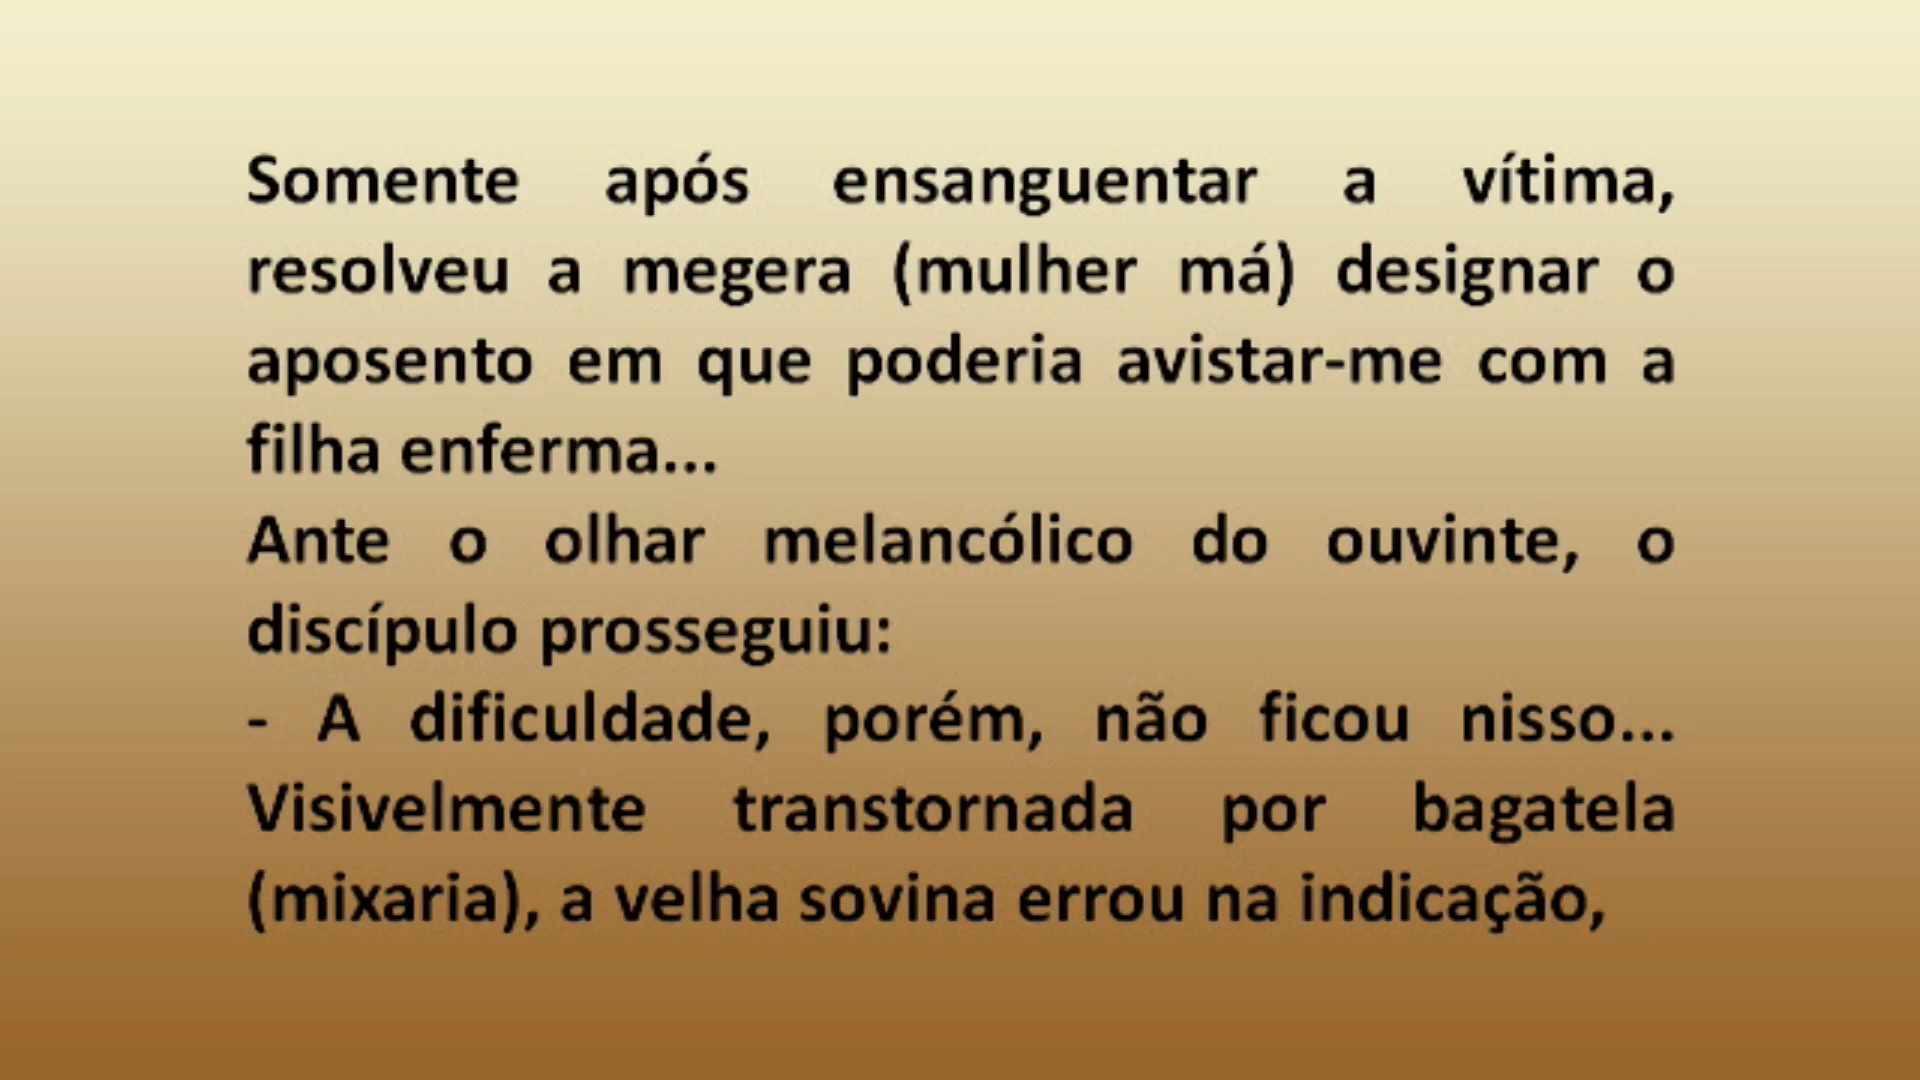 Somente após ensanguentar a vítima,
resolveu a megera (mulher má) designar o
aposento em que poderia avistar-me com a
filha enferma...
Ante o olhar melancólico do ouvinte, o
discípulo prosseguiu:
- A dificuldade, porém, não ficou nisso...
Visivelmente transtornada por bagatela
(mixaria), a velha sovina errou na indicação,